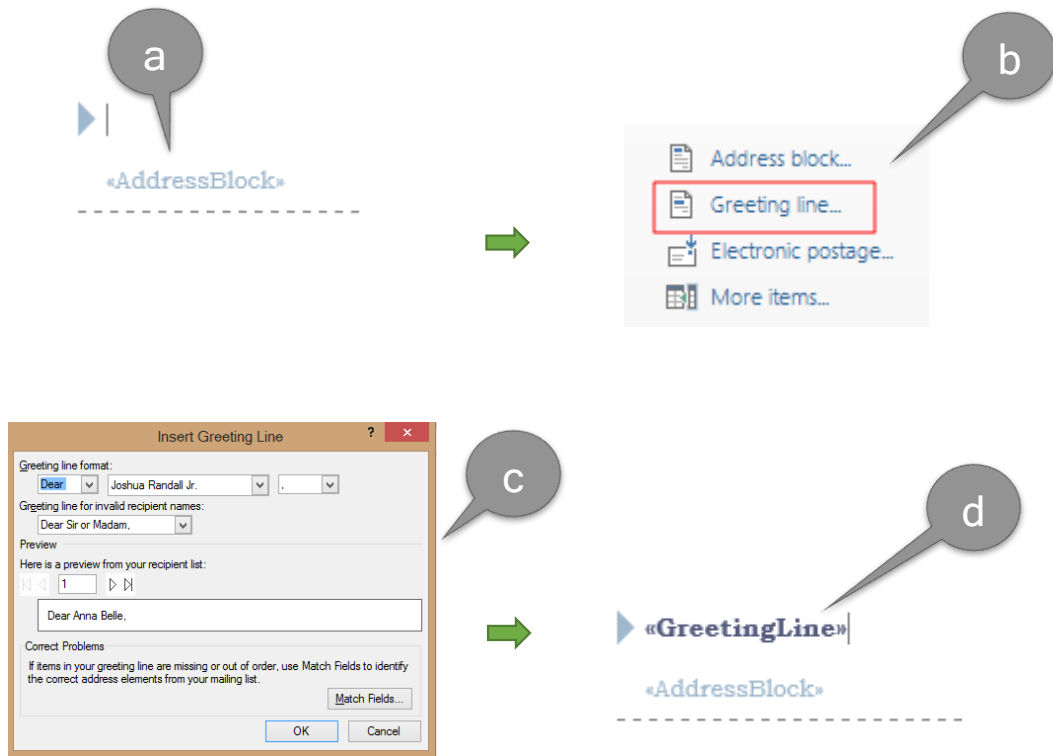 a
«AddressBlock»
b
Address block...
Greeting line...
Electronic postage...
More items...
Insert Greeting Line ?
Greeting line format:
Dear Joshua Randall Jr. ,
Greeting line for invalid recipient names:
Dear Sir or Madam,
Preview
Here is a preview from your recipient list:
1
Dear Anna Belle,
Correct Problems
If items in your greeting line are missing or out of order, use Match Fields to identify
the correct address elements from your mailing list.
Match Fields...
OK Cancel
c
d
«GreetingLine»
«AddressBlock»